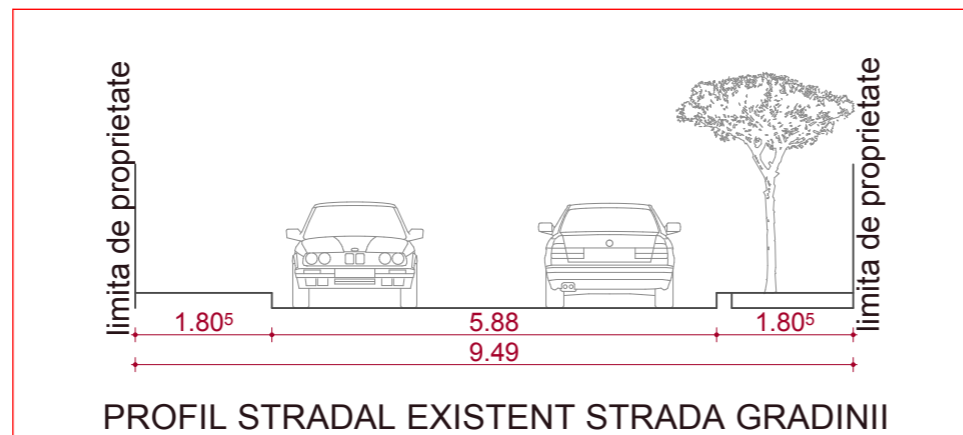 limita de proprietate
limita de proprietate
1.80⁵
5.88
1.80⁵
9.49
PROFIL STRADAL EXISTENT STRADA GRADINII